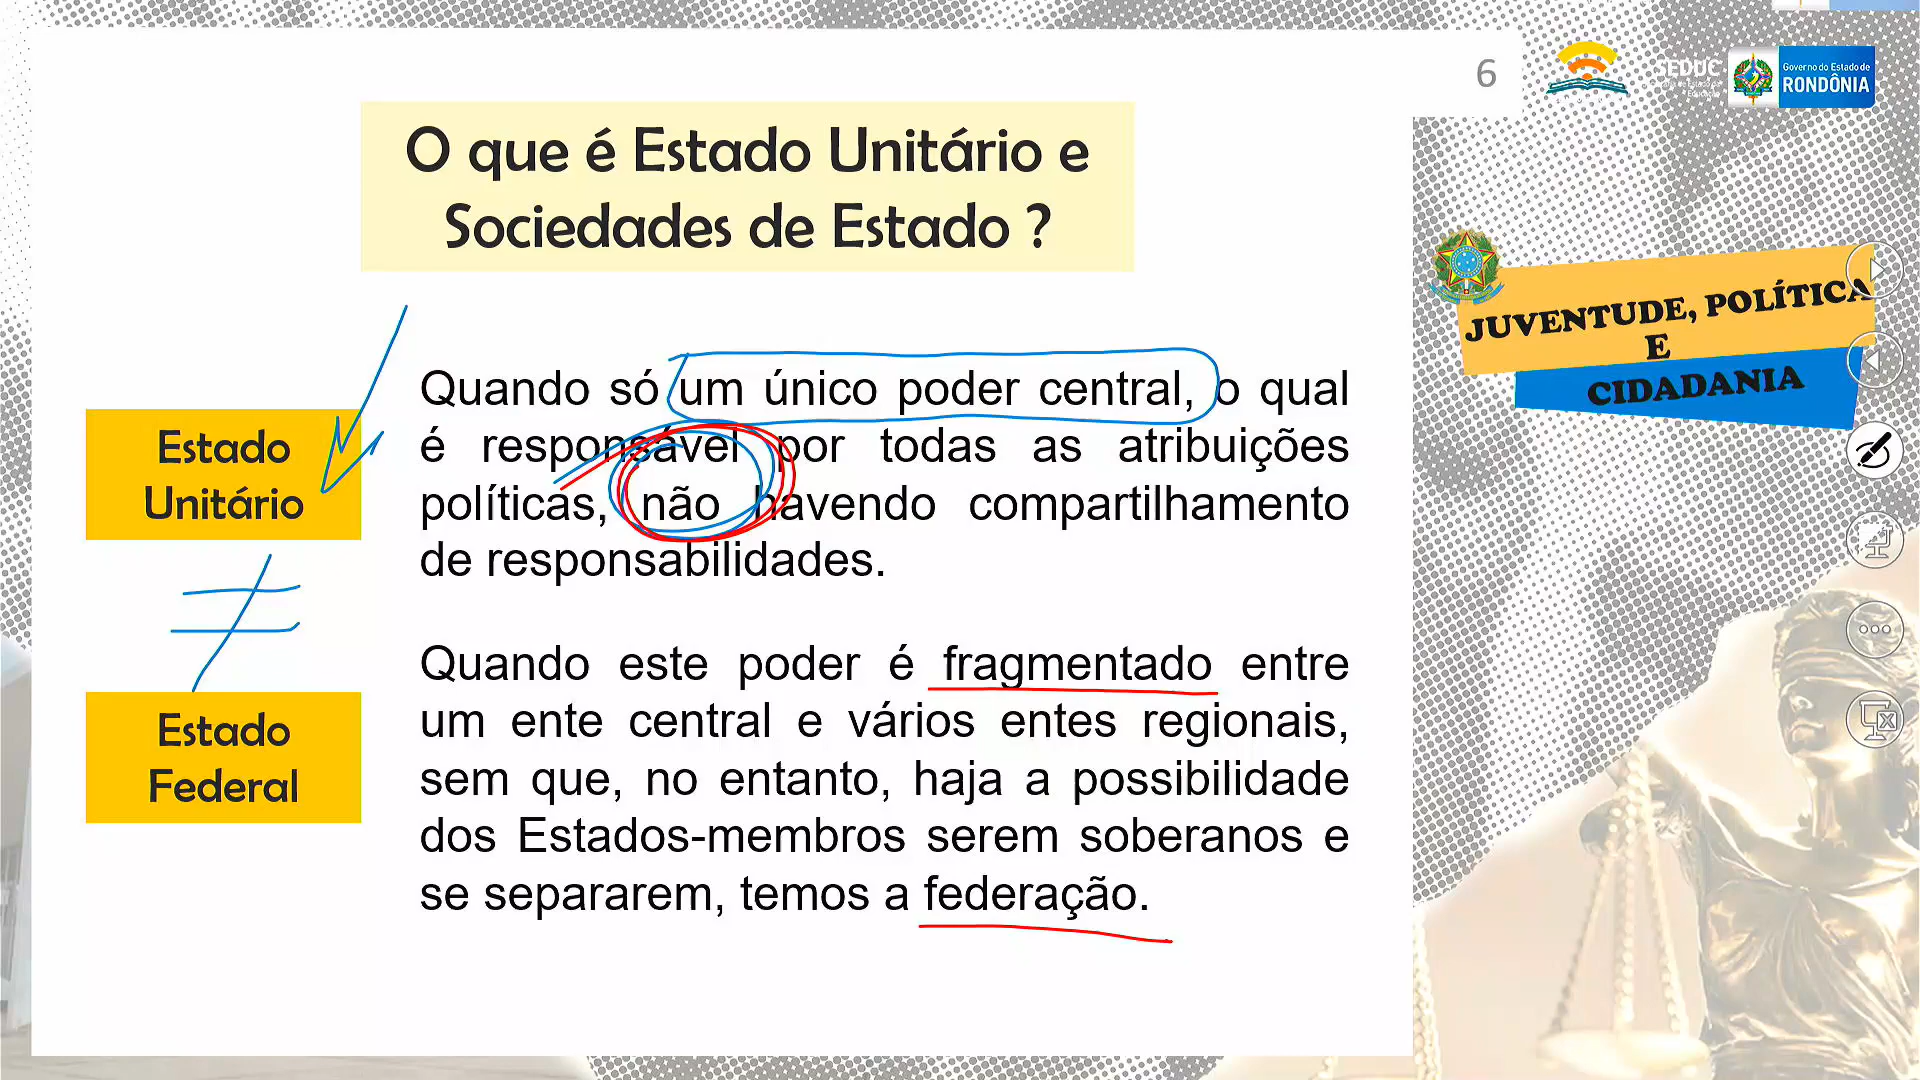 6
SEDUC
Governo do Estado de
RONDÔNIA
O que é Estado Unitário e
Sociedades de Estado ?
JUVENTUDE, POLÍTICA
E
CIDADANIA
Estado
Unitário
Quando só um único poder central, o qual
é responsável por todas as atribuições
políticas, não havendo compartilhamento
de responsabilidades.
≠
Estado
Federal
Quando este poder é fragmentado entre
um ente central e vários entes regionais,
sem que, no entanto, haja a possibilidade
dos Estados-membros serem soberanos e
se separarem, temos a federação.